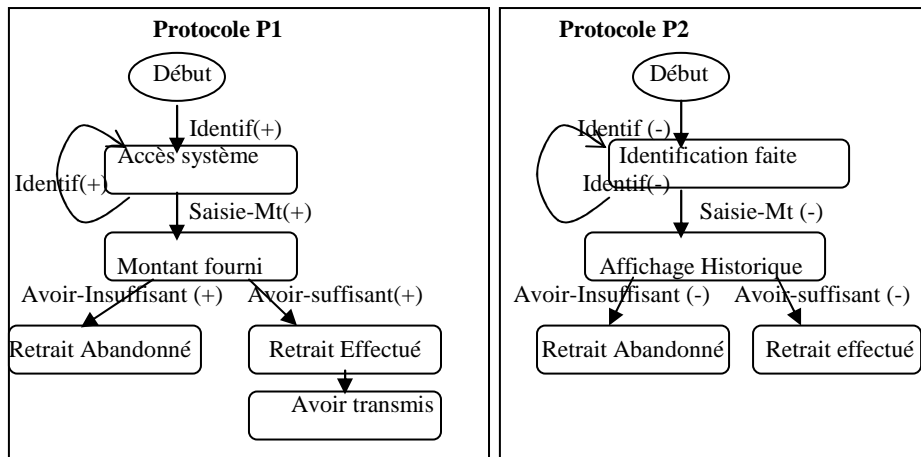 Protocole P1
Début
Identif(+)
Accès système
Identif(+)
Saisie-Mt(+)
Montant fourni
Avoir-Insuffisant (+) Avoir-suffisant(+)
Retrait Abandonné
Retrait Effectué
Avoir transmis
Protocole P2
Début
Identif (-)
Identification faite
Identif(-)
Saisie-Mt (-)
Affichage Historique
Avoir-Insuffisant (-) Avoir-suffisant (-)
Retrait Abandonné
Retrait effectué